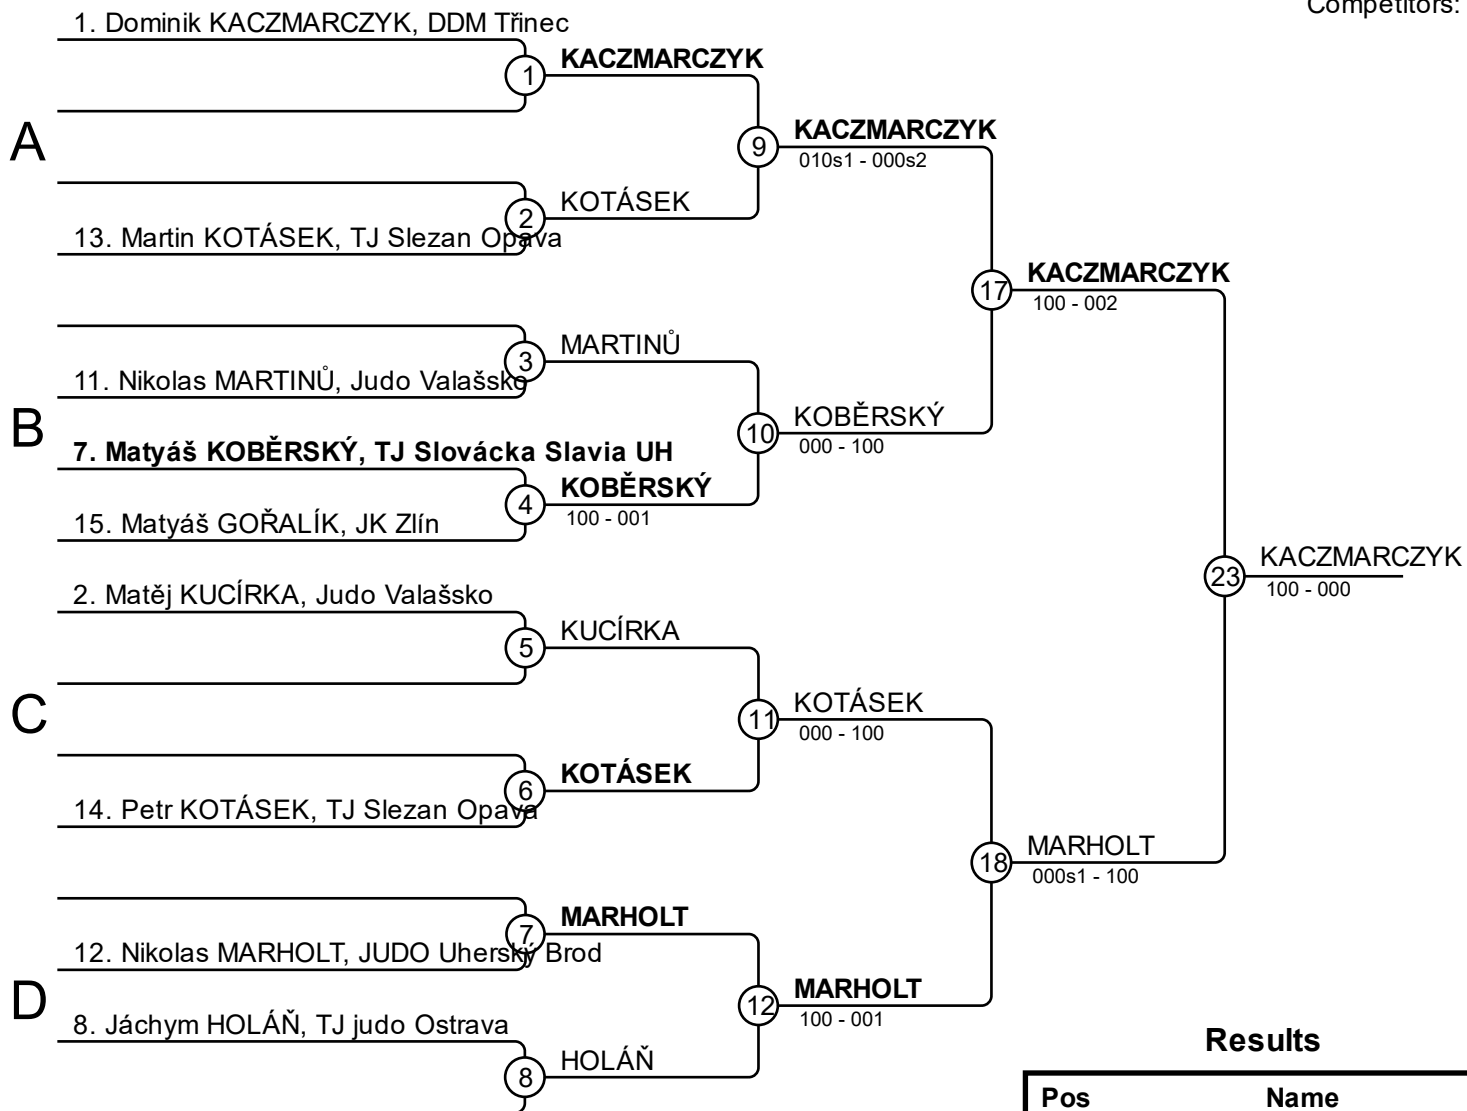 Competitors:
1. Dominik KACZMARCZYK, DDM Třinec
1
KACZMARCZYK
A
9
KACZMARCZYK
010s1 - 000s2
2
KOTÁSEK
13. Martin KOTÁSEK, TJ Slezan Opava
17
KACZMARCZYK
100 - 002
3
MARTINŮ
11. Nikolas MARTINŮ, Judo Valašsko
B
10
KOBĚRSKÝ
000 - 100
7. Matyáš KOBĚRSKÝ, TJ Slovácka Slavia UH
4
KOBĚRSKÝ
100 - 001
15. Matyáš GOŘALÍK, JK Zlín
23
KACZMARCZYK
100 - 000
2. Matěj KUCÍRKA, Judo Valašsko
5
KUCÍRKA
C
11
KOTÁSEK
000 - 100
6
KOTÁSEK
14. Petr KOTÁSEK, TJ Slezan Opava
18
MARHOLT
000s1 - 100
7
MARHOLT
12. Nikolas MARHOLT, JUDO Uherský Brod
D
12
MARHOLT
100 - 001
8. Jáchym HOLÁŇ, TJ judo Ostrava
8
HOLÁŇ
Results
Pos Name